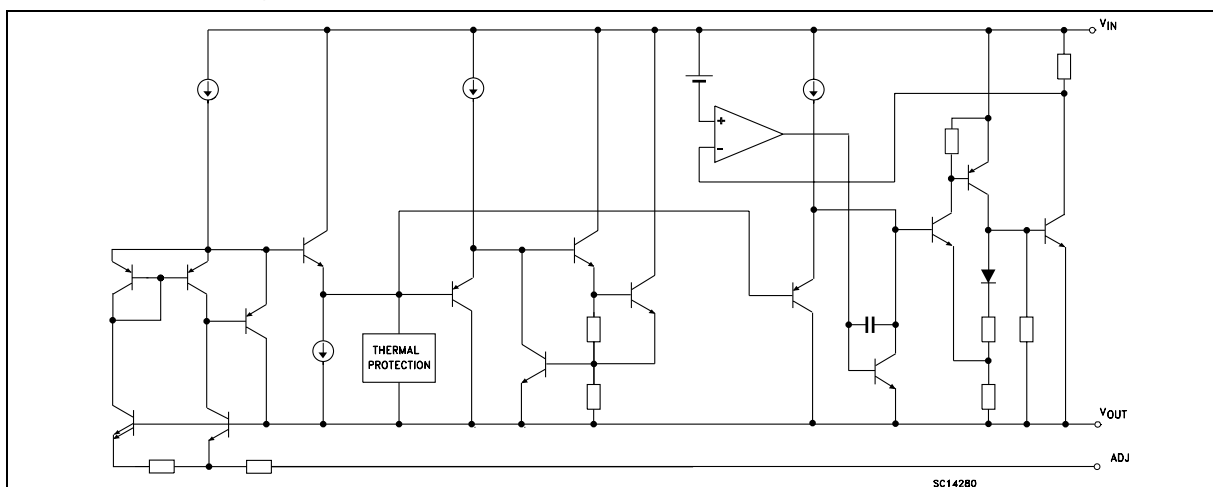 VIN
+
-
THERMAL
PROTECTION
VOUT
ADJ
SC14280